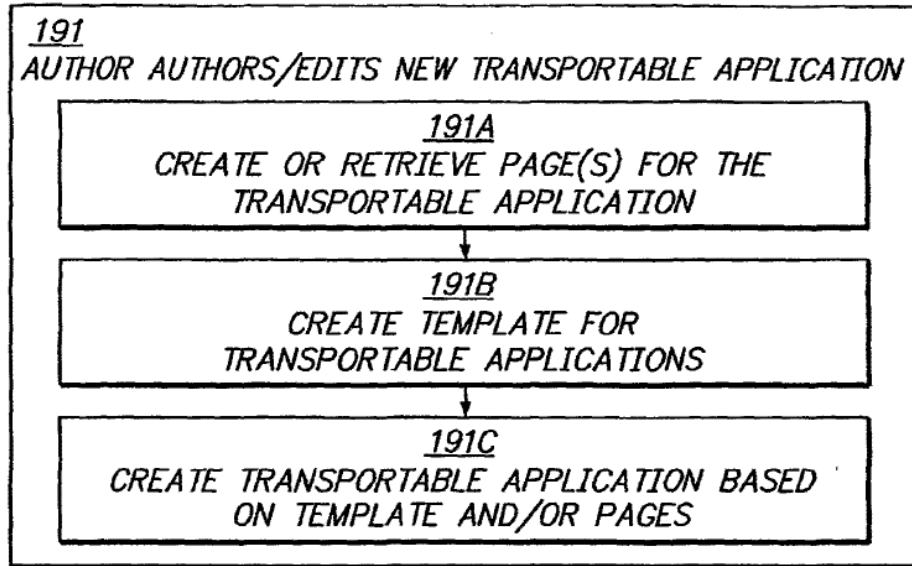 191
AUTHOR AUTHORS/EDITS NEW TRANSPORTABLE APPLICATION
191A
CREATE OR RETRIEVE PAGE(S) FOR THE
TRANSPORTABLE APPLICATION
191B
CREATE TEMPLATE FOR
TRANSPORTABLE APPLICATIONS
191C
CREATE TRANSPORTABLE APPLICATION BASED
ON TEMPLATE AND/OR PAGES